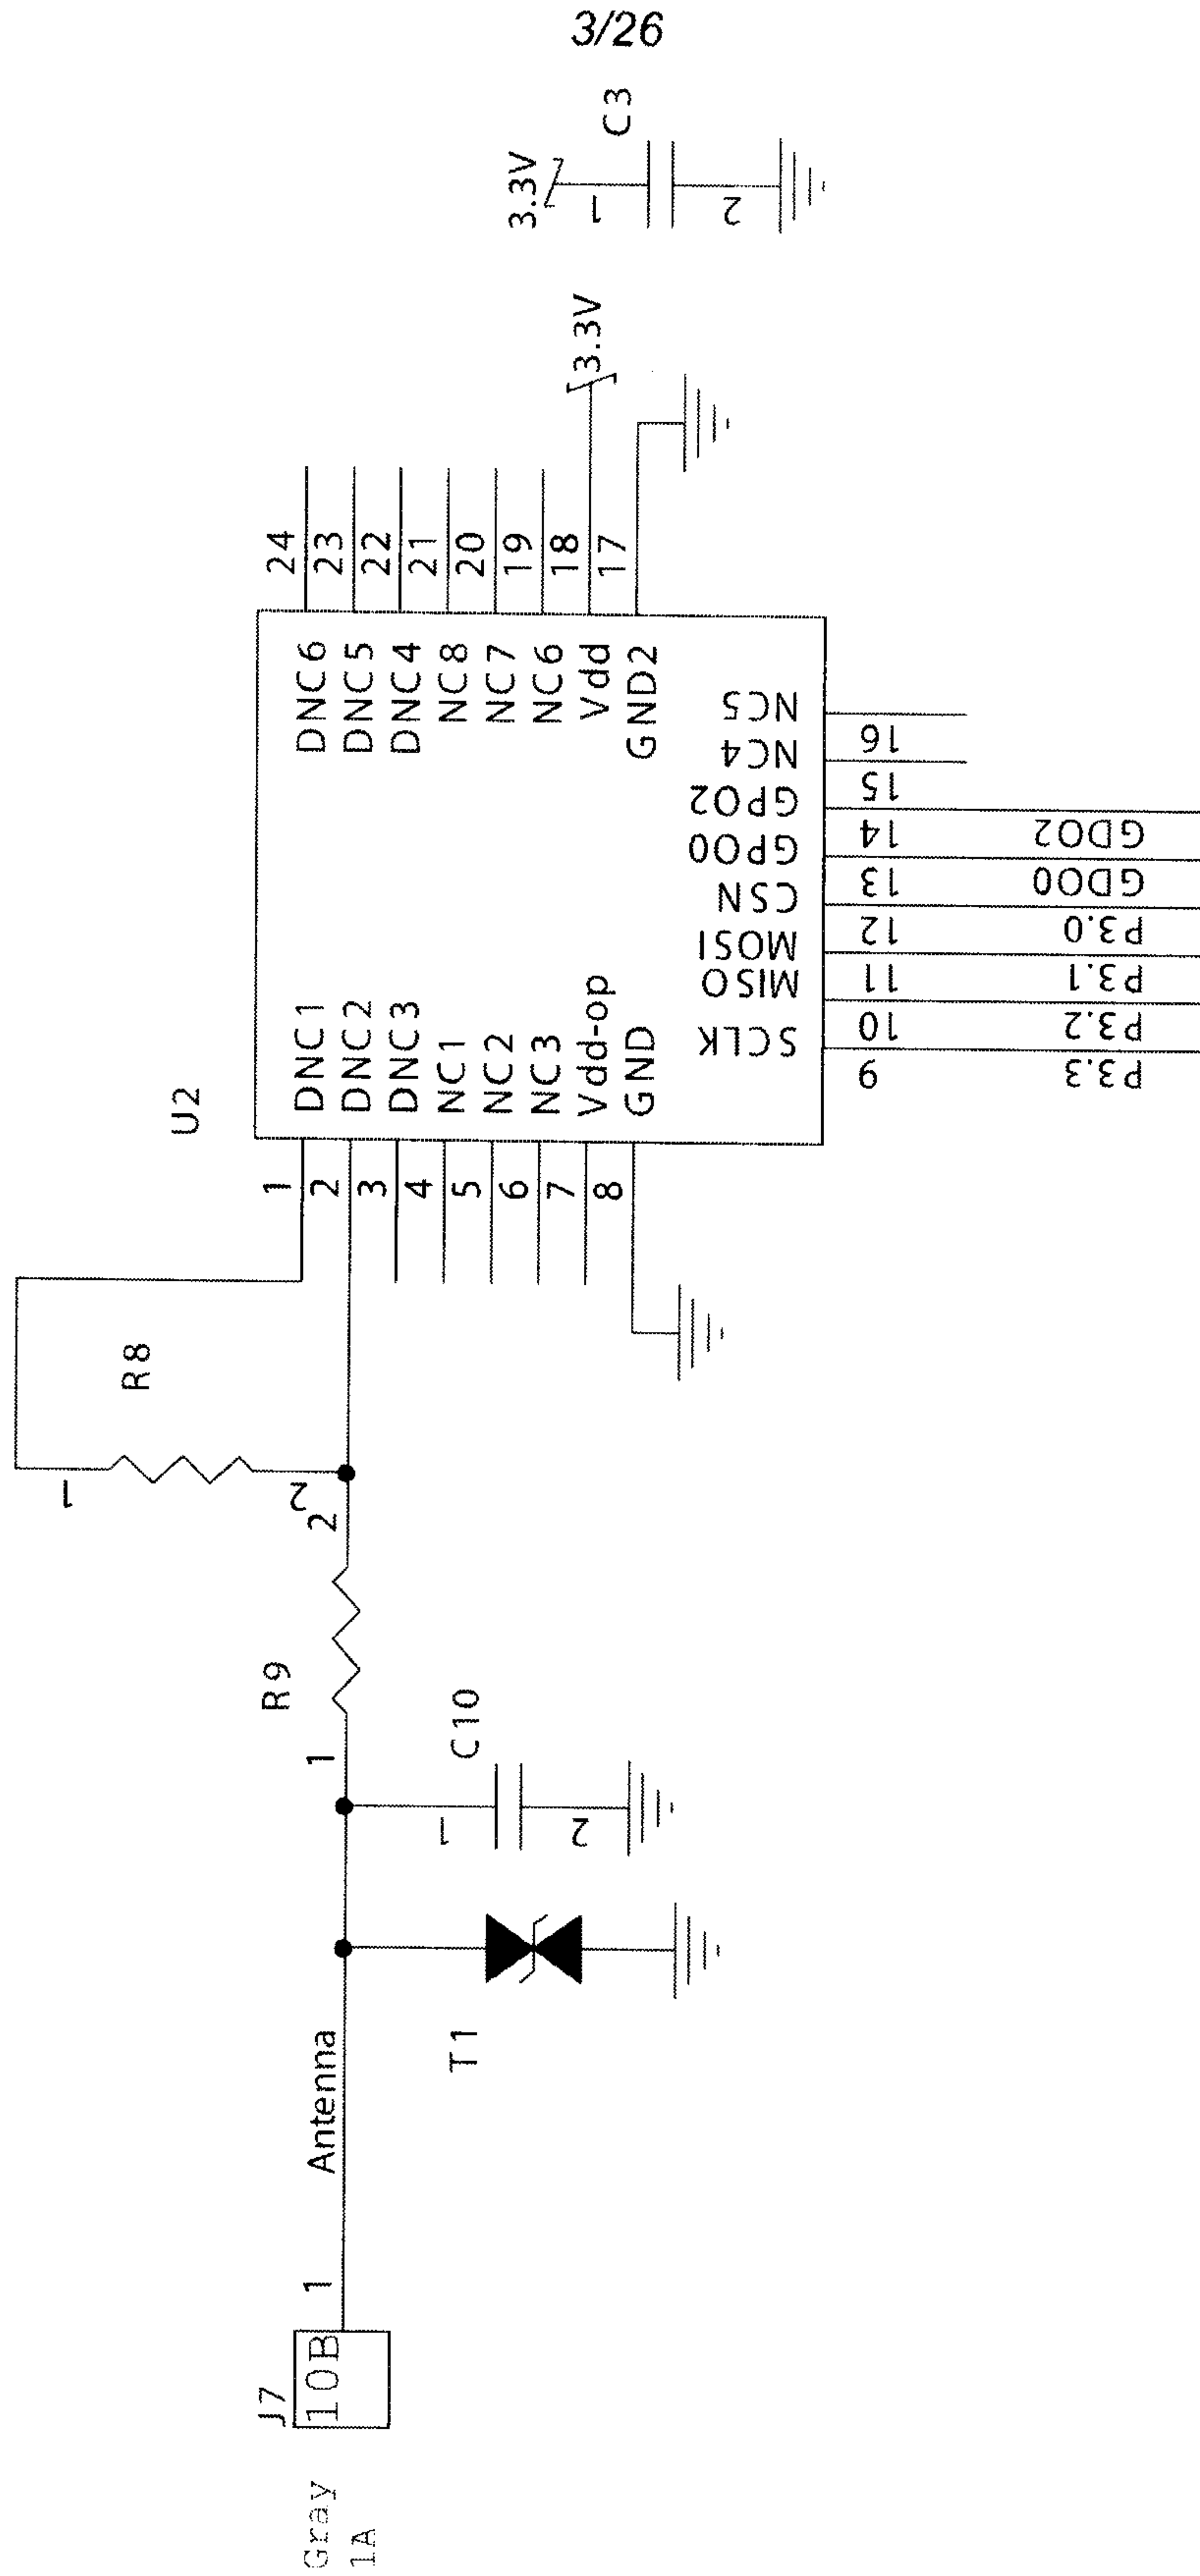 3/26
C3
3.3V
1
2
3.3V
24
23
22
21
20
19
18
17
DNC6
DNC5
DNC4
NC8
NC7
NC6
Vdd
GND2
NC5
NC4
GPO2
GPO0
CSN
MOSI
MISO
SCLK
16
15
14
13
12
11
10
9
GDO2
GDO0
P3.0
P3.1
P3.2
P3.3
U2
DNC1
DNC2
DNC3
NC1
NC2
NC3
Vdd-op
GND
1
2
3
4
5
6
7
8
R8
1
2
2
R9
1
C10
1
2
T1
Antenna
1
J7
10B
Gray
1A